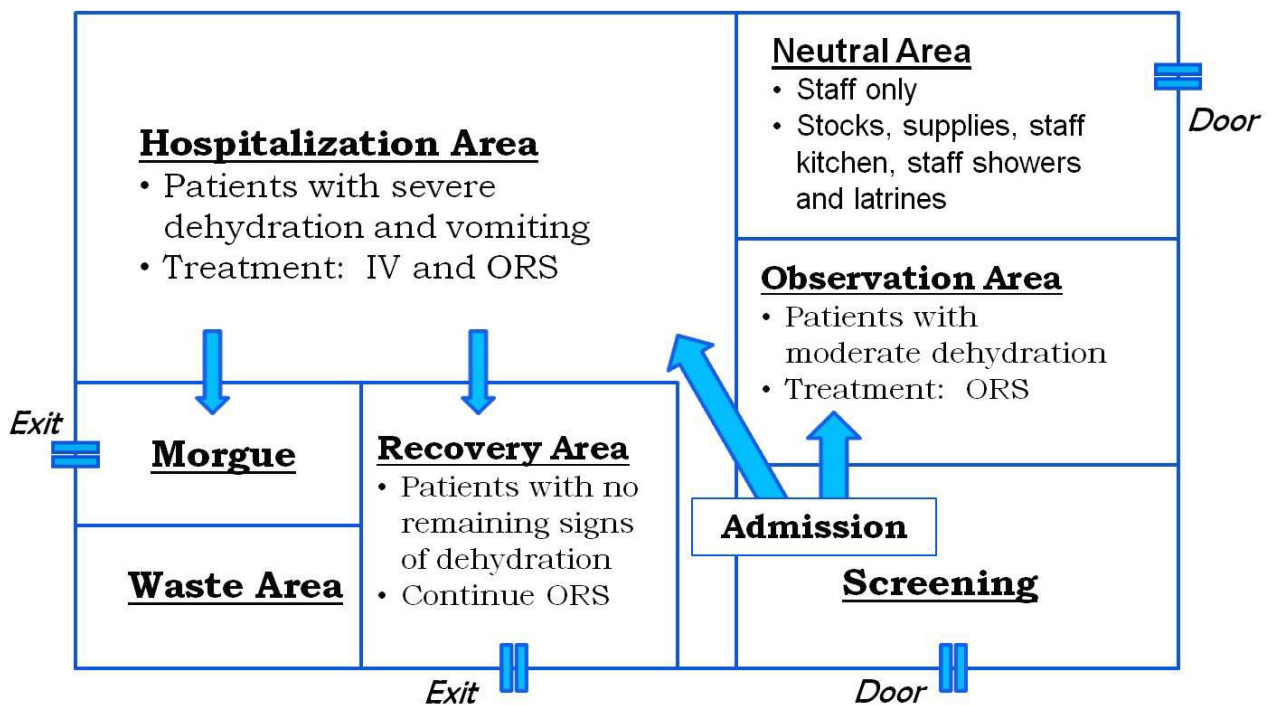 Neutral Area
• Staff only
• Stocks, supplies, staff
kitchen, staff showers
and latrines
Door
Hospitalization Area
• Patients with severe
dehydration and vomiting
• Treatment: IV and ORS
Observation Area
• Patients with
moderate dehydration
• Treatment: ORS
Exit
Morgue
Recovery Area
• Patients with no
remaining signs
of dehydration
• Continue ORS
Admission
Waste Area
Screening
Exit
Door